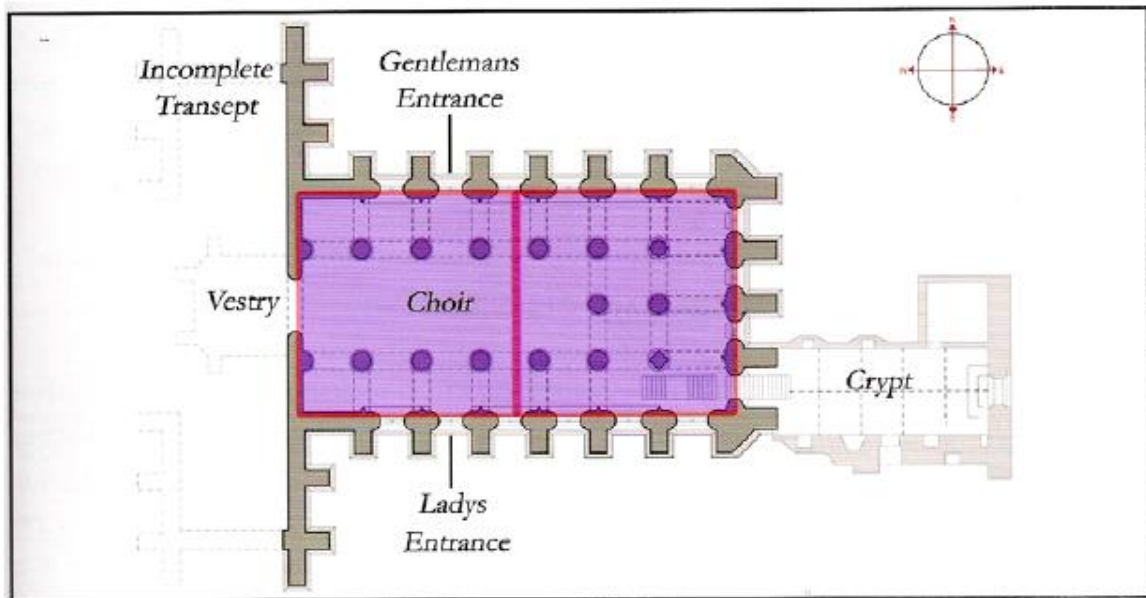 Incomplete
Transept
Gentlemans
Entrance
Vestry
Choir
Crypt
Ladys
Entrance